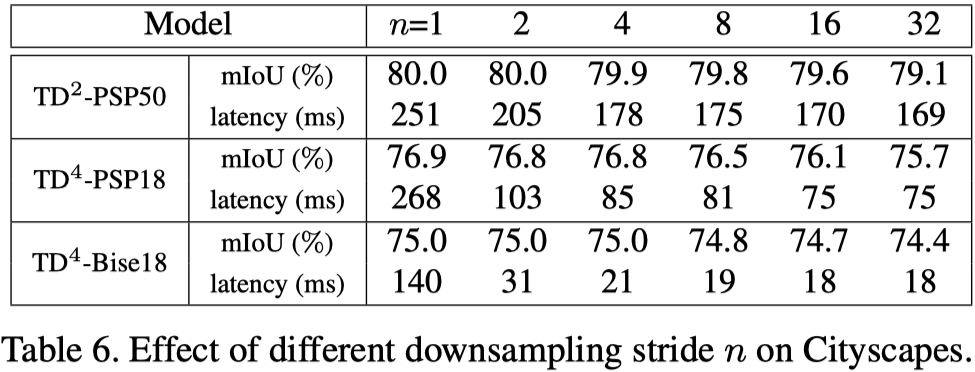 Model n=1 2 4 8 16 32
TD²-PSP50 mIoU (%) 80.0 80.0 79.9 79.8 79.6 79.1
latency (ms) 251 205 178 175 170 169
TD⁴-PSP18 mIoU (%) 76.9 76.8 76.8 76.5 76.1 75.7
latency (ms) 268 103 85 81 75 75
TD⁴-Bise18 mIoU (%) 75.0 75.0 75.0 74.8 74.7 74.4
latency (ms) 140 31 21 19 18 18
Table 6. Effect of different downsampling stride n on Cityscapes.